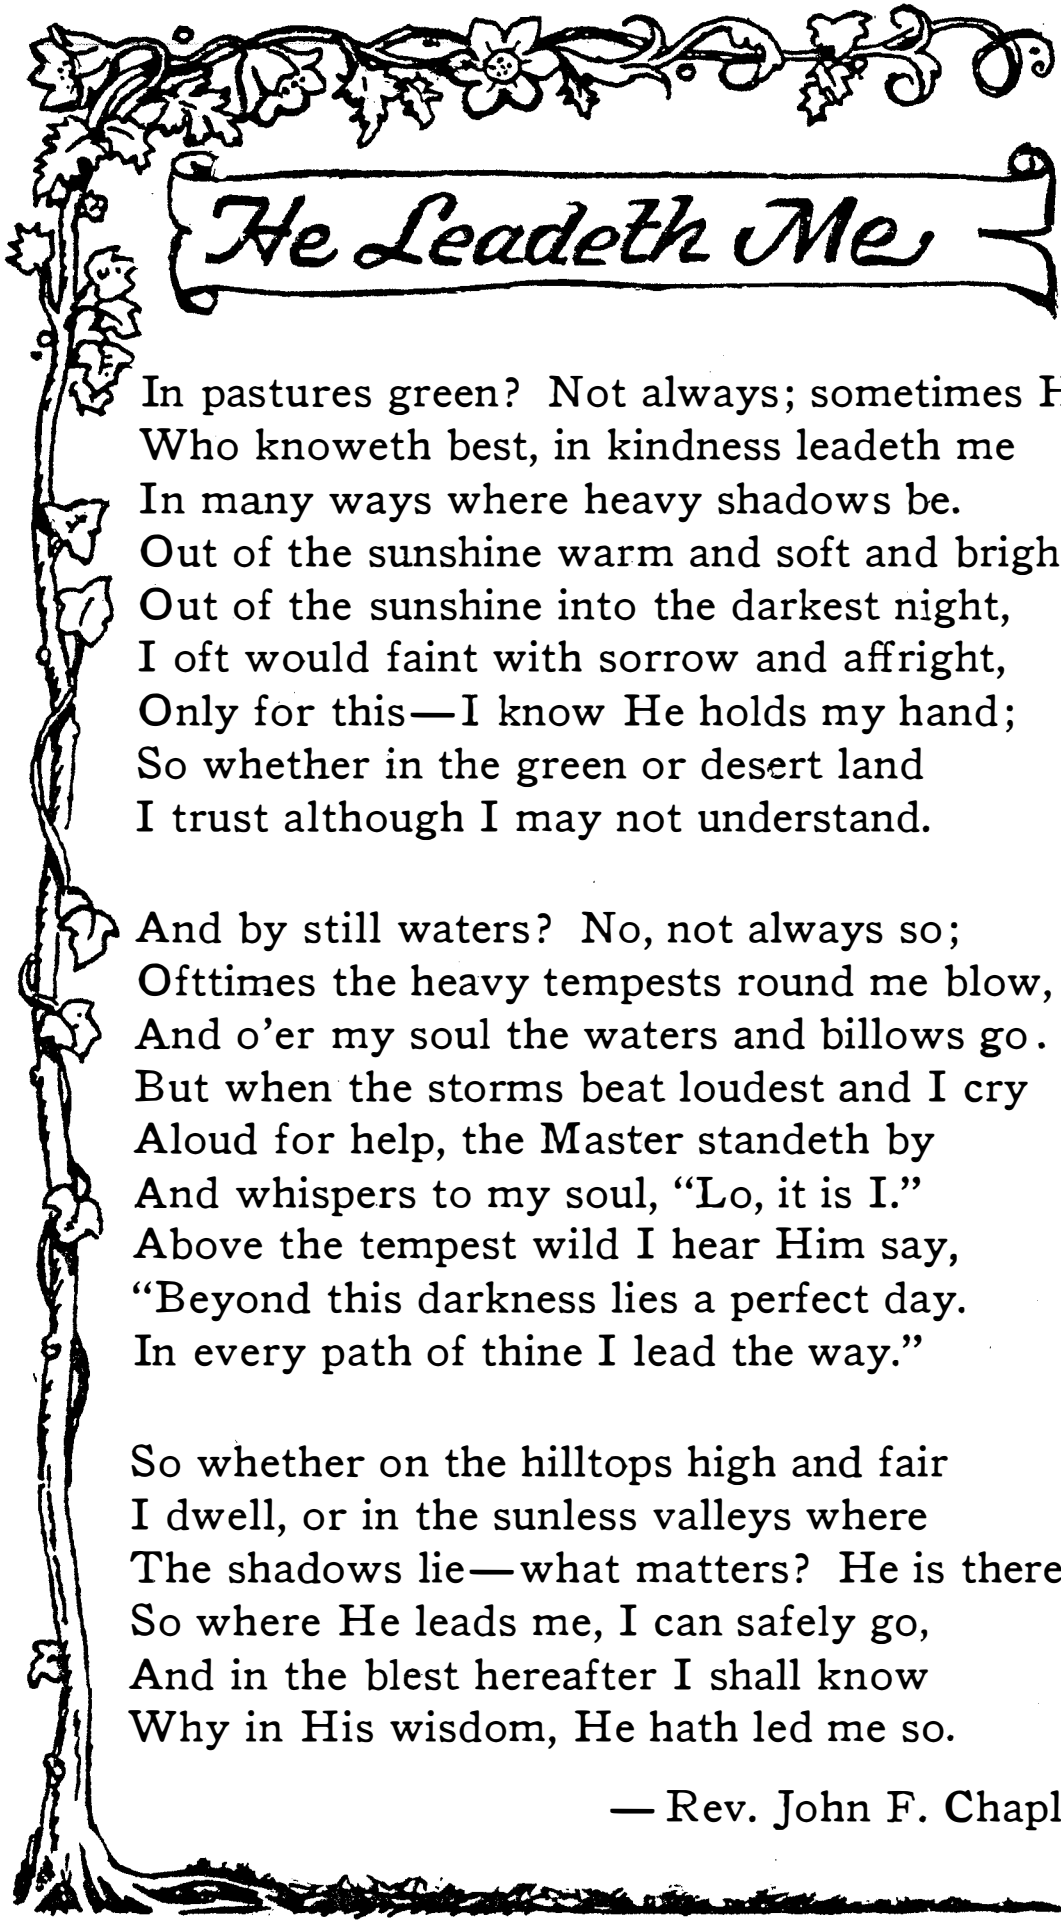 He Leadeth Me
In pastures green? Not always; sometimes H
Who knoweth best, in kindness leadeth me
In many ways where heavy shadows be.
Out of the sunshine warm and soft and brigh
Out of the sunshine into the darkest night,
I oft would faint with sorrow and affright,
Only for this—I know He holds my hand;
So whether in the green or desert land
I trust although I may not understand.
And by still waters? No, not always so;
Ofttimes the heavy tempests round me blow,
And o'er my soul the waters and billows go.
But when the storms beat loudest and I cry
Aloud for help, the Master standeth by
And whispers to my soul, “Lo, it is I.”
Above the tempest wild I hear Him say,
“Beyond this darkness lies a perfect day.
In every path of thine I lead the way.”
So whether on the hilltops high and fair
I dwell, or in the sunless valleys where
The shadows lie—what matters? He is there
So where He leads me, I can safely go,
And in the blest hereafter I shall know
Why in His wisdom, He hath led me so.
— Rev. John F. Chapl